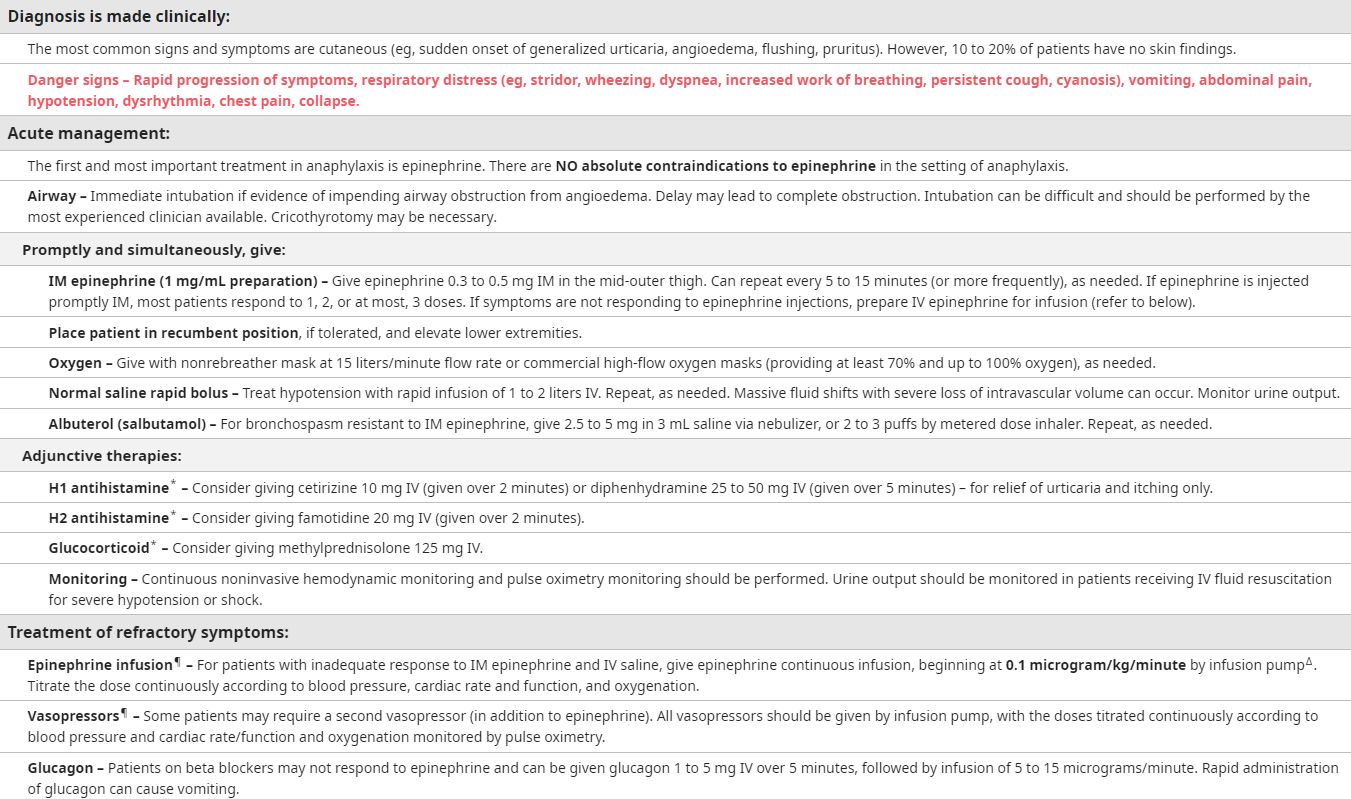 Diagnosis is made clinically:
The most common signs and symptoms are cutaneous (eg, sudden onset of generalized urticaria, angioedema, flushing, pruritus). However, 10 to 20% of patients have no skin findings.
Danger signs – Rapid progression of symptoms, respiratory distress (eg, stridor, wheezing, dyspnea, increased work of breathing, persistent cough, cyanosis), vomiting, abdominal pain,
hypotension, dysrhythmia, chest pain, collapse.
Acute management:
The first and most important treatment in anaphylaxis is epinephrine. There are NO absolute contraindications to epinephrine in the setting of anaphylaxis.
Airway – Immediate intubation if evidence of impending airway obstruction from angioedema. Delay may lead to complete obstruction. Intubation can be difficult and should be performed by the
most experienced clinician available. Cricothyrotomy may be necessary.
Promptly and simultaneously, give:
IM epinephrine (1 mg/mL preparation) – Give epinephrine 0.3 to 0.5 mg IM in the mid-outer thigh. Can repeat every 5 to 15 minutes (or more frequently), as needed. If epinephrine is injected
promptly IM, most patients respond to 1, 2, or at most, 3 doses. If symptoms are not responding to epinephrine injections, prepare IV epinephrine for infusion (refer to below).
Place patient in recumbent position, if tolerated, and elevate lower extremities.
Oxygen – Give with nonrebreather mask at 15 liters/minute flow rate or commercial high-flow oxygen masks (providing at least 70% and up to 100% oxygen), as needed.
Normal saline rapid bolus – Treat hypotension with rapid infusion of 1 to 2 liters IV. Repeat, as needed. Massive fluid shifts with severe loss of intravascular volume can occur. Monitor urine output.
Albuterol (salbutamol) – For bronchospasm resistant to IM epinephrine, give 2.5 to 5 mg in 3 mL saline via nebulizer, or 2 to 3 puffs by metered dose inhaler. Repeat, as needed.
Adjunctive therapies:
H1 antihistamine* – Consider giving cetirizine 10 mg IV (given over 2 minutes) or diphenhydramine 25 to 50 mg IV (given over 5 minutes) – for relief of urticaria and itching only.
H2 antihistamine* – Consider giving famotidine 20 mg IV (given over 2 minutes).
Glucocorticoid* – Consider giving methylprednisolone 125 mg IV.
Monitoring – Continuous noninvasive hemodynamic monitoring and pulse oximetry monitoring should be performed. Urine output should be monitored in patients receiving IV fluid resuscitation
for severe hypotension or shock.
Treatment of refractory symptoms:
Epinephrine infusion¶ – For patients with inadequate response to IM epinephrine and IV saline, give epinephrine continuous infusion, beginning at 0.1 microgram/kg/minute by infusion pumpΔ.
Titrate the dose continuously according to blood pressure, cardiac rate and function, and oxygenation.
Vasopressors¶ – Some patients may require a second vasopressor (in addition to epinephrine). All vasopressors should be given by infusion pump, with the doses titrated continuously according to
blood pressure and cardiac rate/function and oxygenation monitored by pulse oximetry.
Glucagon – Patients on beta blockers may not respond to epinephrine and can be given glucagon 1 to 5 mg IV over 5 minutes, followed by infusion of 5 to 15 micrograms/minute. Rapid administration
of glucagon can cause vomiting.